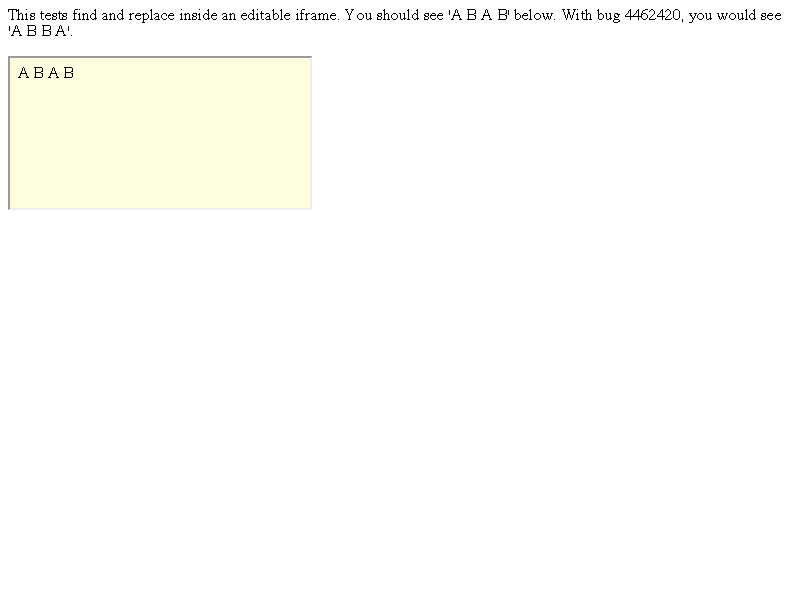 This tests find and replace inside an editable iframe. You should see 'A B A B' below. With bug 4462420, you would see
'A B B A'.
A B A B